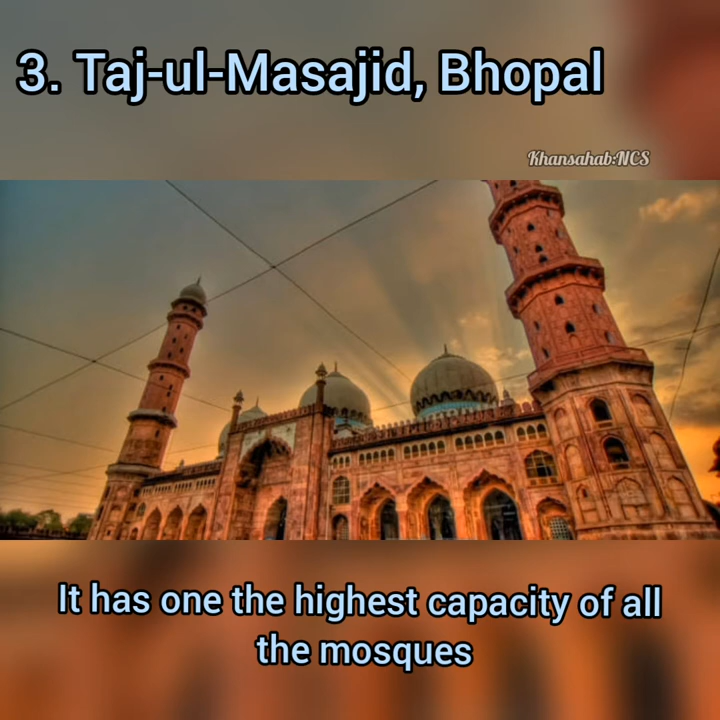 3. Taj-ul-Masajid, Bhopal
Khansahab:NCS
It has one the highest capacity of all
the mosques